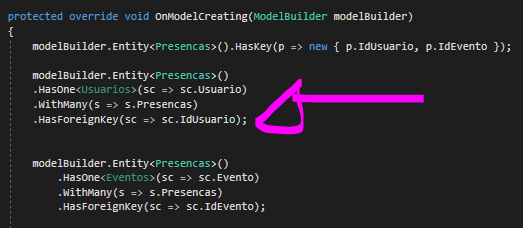 protected override void OnModelCreating(ModelBuilder modelBuilder)
{
modelBuilder.Entity<Presencas>().HasKey(p => new { p.IdUsuario, p.IdEvento });
modelBuilder.Entity<Presencas>()
.HasOne<Usuarios>(sc => sc.Usuario)
.WithMany(s => s.Presencas)
.HasForeignKey(sc => sc.IdUsuario);
modelBuilder.Entity<Presencas>()
.HasOne<Eventos>(sc => sc.Evento)
.WithMany(s => s.Presencas)
.HasForeignKey(sc => sc.IdEvento);